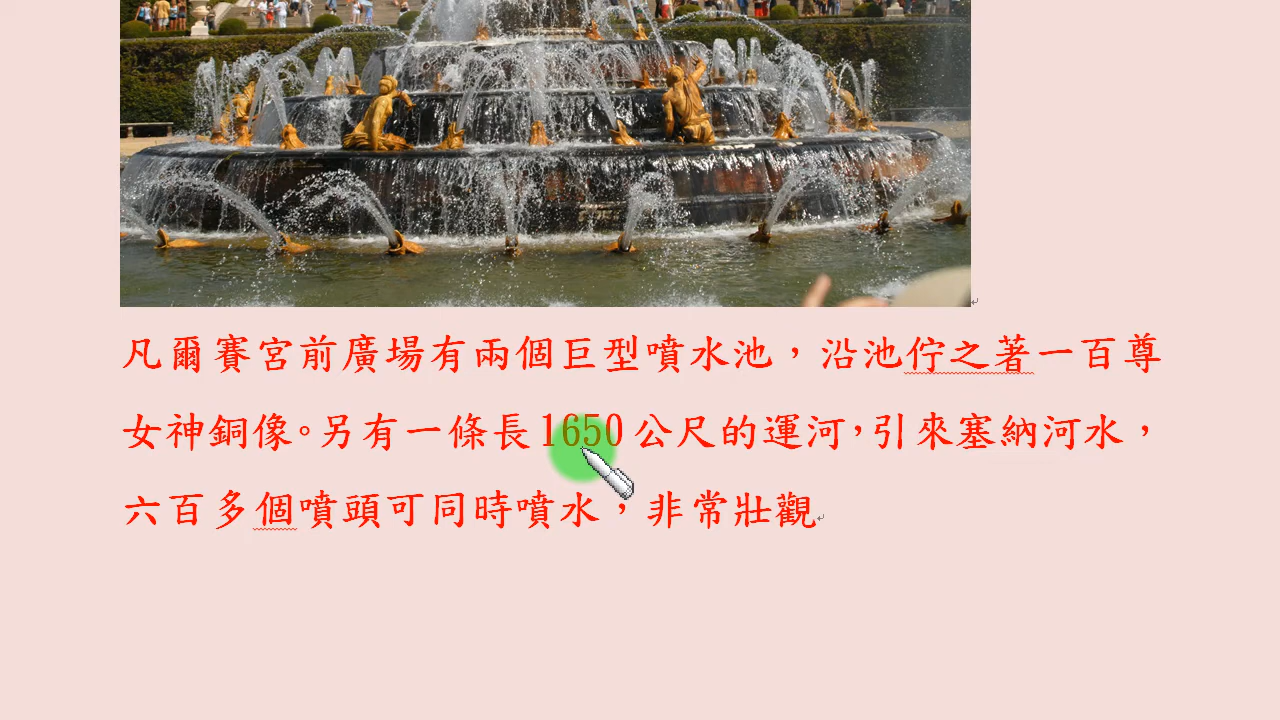 凡爾賽宮前廣場有兩個巨型噴水池，沿池佇之著一百尊
女神銅像。另有一條長1650公尺的運河，引來塞納河水，
六百多個噴頭可同時噴水，非常壯觀